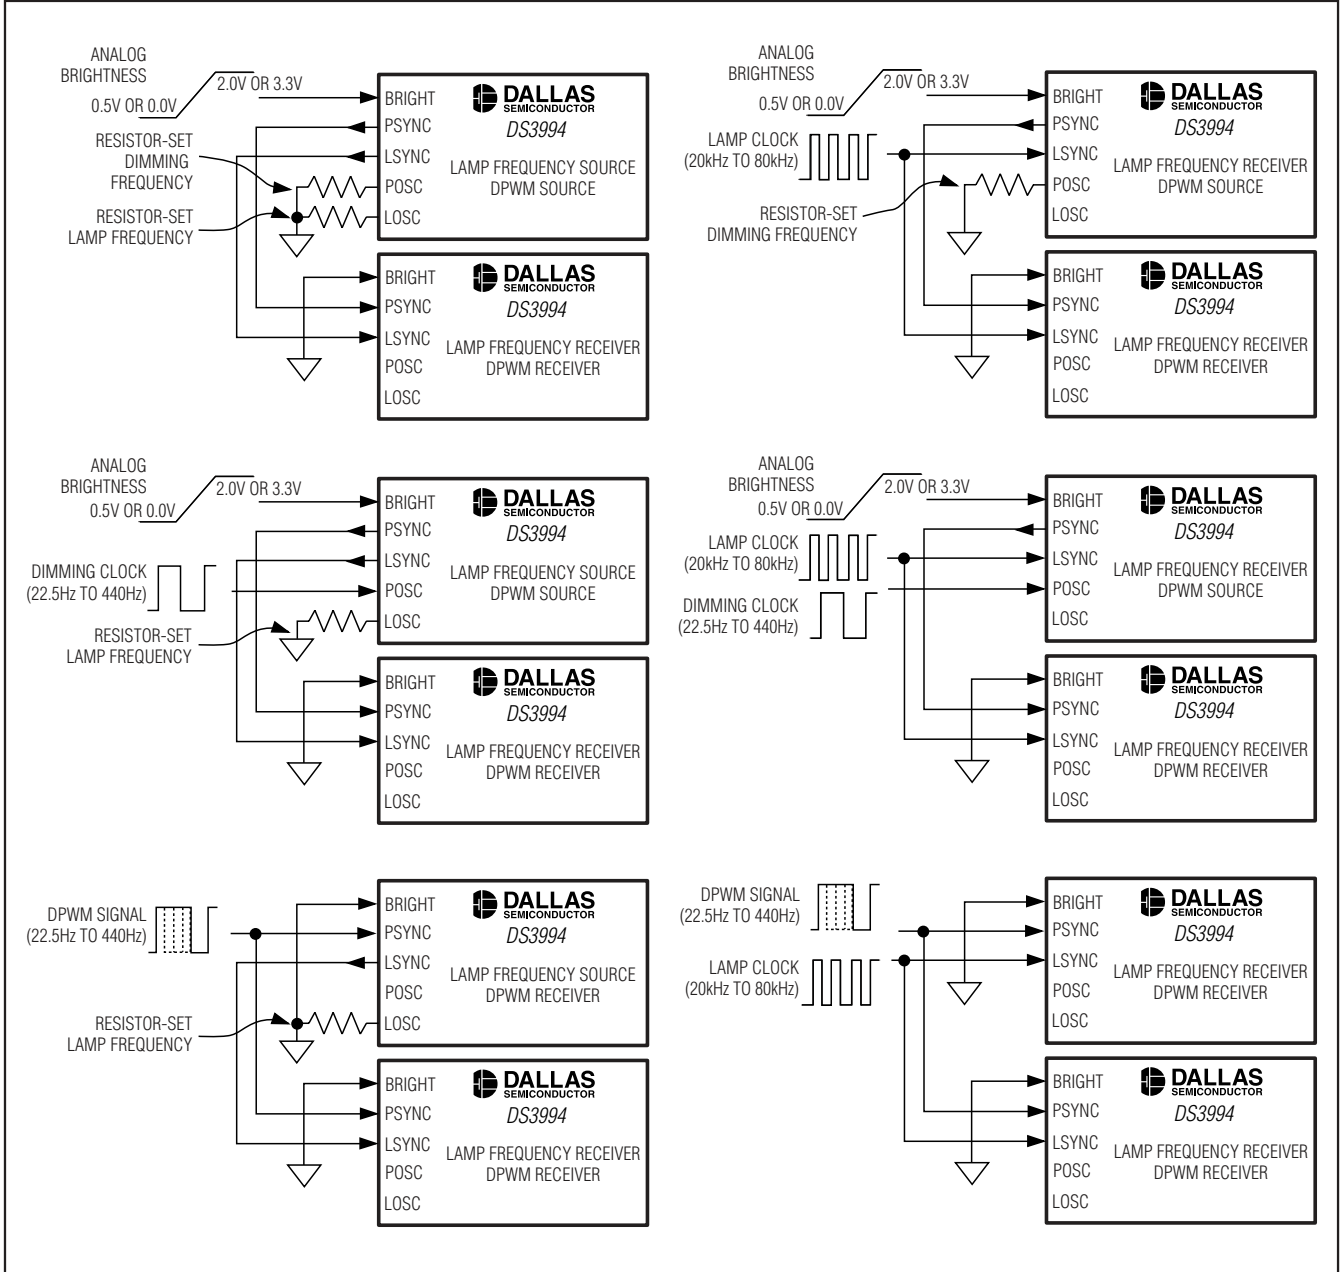 ANALOG
BRIGHTNESS
0.5V OR 0.0V
2.0V OR 3.3V
RESISTOR-SET
DIMMING
FREQUENCY
RESISTOR-SET
LAMP FREQUENCY
BRIGHT
PSYNC
LSYNC
POSC
LOSC
DALLAS
SEMICONDUCTOR
DS3994
LAMP FREQUENCY SOURCE
DPWM SOURCE
BRIGHT
PSYNC
LSYNC
POSC
LOSC
DALLAS
SEMICONDUCTOR
DS3994
LAMP FREQUENCY RECEIVER
DPWM RECEIVER
ANALOG
BRIGHTNESS
0.5V OR 0.0V
2.0V OR 3.3V
LAMP CLOCK
(20kHz TO 80kHz)
RESISTOR-SET
DIMMING FREQUENCY
BRIGHT
PSYNC
LSYNC
POSC
LOSC
DALLAS
SEMICONDUCTOR
DS3994
LAMP FREQUENCY RECEIVER
DPWM SOURCE
BRIGHT
PSYNC
LSYNC
POSC
LOSC
DALLAS
SEMICONDUCTOR
DS3994
LAMP FREQUENCY RECEIVER
DPWM RECEIVER
ANALOG
BRIGHTNESS
0.5V OR 0.0V
2.0V OR 3.3V
DIMMING CLOCK
(22.5Hz TO 440Hz)
RESISTOR-SET
LAMP FREQUENCY
BRIGHT
PSYNC
LSYNC
POSC
LOSC
DALLAS
SEMICONDUCTOR
DS3994
LAMP FREQUENCY SOURCE
DPWM SOURCE
BRIGHT
PSYNC
LSYNC
POSC
LOSC
DALLAS
SEMICONDUCTOR
DS3994
LAMP FREQUENCY RECEIVER
DPWM RECEIVER
ANALOG
BRIGHTNESS
0.5V OR 0.0V
2.0V OR 3.3V
LAMP CLOCK
(20kHz TO 80kHz)
DIMMING CLOCK
(22.5Hz TO 440Hz)
BRIGHT
PSYNC
LSYNC
POSC
LOSC
DALLAS
SEMICONDUCTOR
DS3994
LAMP FREQUENCY RECEIVER
DPWM SOURCE
BRIGHT
PSYNC
LSYNC
POSC
LOSC
DALLAS
SEMICONDUCTOR
DS3994
LAMP FREQUENCY RECEIVER
DPWM RECEIVER
DPWM SIGNAL
(22.5Hz TO 440Hz)
RESISTOR-SET
LAMP FREQUENCY
BRIGHT
PSYNC
LSYNC
POSC
LOSC
DALLAS
SEMICONDUCTOR
DS3994
LAMP FREQUENCY SOURCE
DPWM RECEIVER
BRIGHT
PSYNC
LSYNC
POSC
LOSC
DALLAS
SEMICONDUCTOR
DS3994
LAMP FREQUENCY RECEIVER
DPWM RECEIVER
DPWM SIGNAL
(22.5Hz TO 440Hz)
LAMP CLOCK
(20kHz TO 80kHz)
BRIGHT
PSYNC
LSYNC
POSC
LOSC
DALLAS
SEMICONDUCTOR
DS3994
LAMP FREQUENCY RECEIVER
DPWM RECEIVER
BRIGHT
PSYNC
LSYNC
POSC
LOSC
DALLAS
SEMICONDUCTOR
DS3994
LAMP FREQUENCY RECEIVER
DPWM RECEIVER